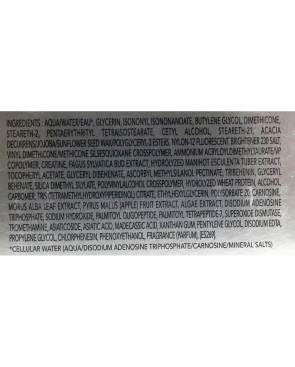 INGREDIENTS : AQUA/WATER/EAU*, GLYCERIN, ISONONYL ISONONANOATE, BUTYLENE GLYCOL, DIMETHICONE,
STEARETH-2, PENTAERYTHRITYL TETRAISOSTEARATE, CETYL ALCOHOL, STEARETH-21, ACACIA
DECURRENS/JOJOBA/SUNFLOWER SEED WAX/POLYGLYCERYL-3 ESTERS, NYLON-12 FLUORESCENT BRIGHTENER 230 SALT,
VINYL DIMETHICONE/METHICONE SILSESQUIOXANE CROSSPOLYMER, AMMONIUM ACRYLOYLDIMETHYLTAURATE/VP
COPOLYMER, CREATINE, FAGUS SYLVATICA BUD EXTRACT, HYDROLYZED MANIHOT ESCULENTA TUBER EXTRACT,
TOCOPHERYL ACETATE, GLYCERYL DIBEHENATE, ASCORBYL METHYLSILANOL PECTINATE, TRIBEHENIN, GLYCERYL
BEHENATE, SILICA DIMETHYL SILYLATE, POLYVINYLALCOHOL CROSSPOLYMER, HYDROLYZED WHEAT PROTEIN, ALCOHOL,
CARBOMER, TRIS (TETRAMETHYLHYDROXYPIPERIDINOL) CITRATE, ETHYLHEXYLGLYCERIN, POLYSORBATE 20, CARNOSINE,
MORUS ALBA LEAF EXTRACT, PYRUS MALUS (APPLE) FRUIT EXTRACT, ALGAE EXTRACT, DISODIUM ADENOSINE
TRIPHOSPHATE, SODIUM HYDROXIDE, PALMITOYL OLIGOPEPTIDE, PALMITOYL TETRAPEPTIDE-7, SUPEROXIDE DISMUTASE,
TROMETHAMINE, ASIATICOSIDE, ASIATIC ACID, MADECASSIC ACID, XANTHAN GUM, PENTYLENE GLYCOL, DISODIUM EDTA,
PROPYLENE GLYCOL, CHLORPHENESIN, PHENOXYETHANOL, FRAGRANCE (PARFUM). [ES269].
*CELLULAR WATER (AQUA/DISODIUM ADENOSINE TRIPHOSPHATE/CARNOSINE/MINERAL SALTS)